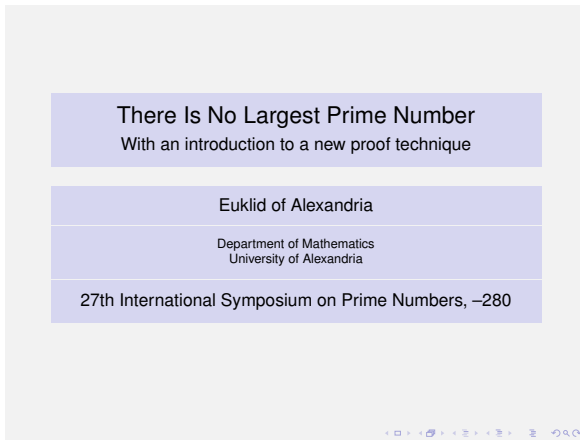 There Is No Largest Prime Number
With an introduction to a new proof technique
Euklid of Alexandria
Department of Mathematics
University of Alexandria
27th International Symposium on Prime Numbers, –280